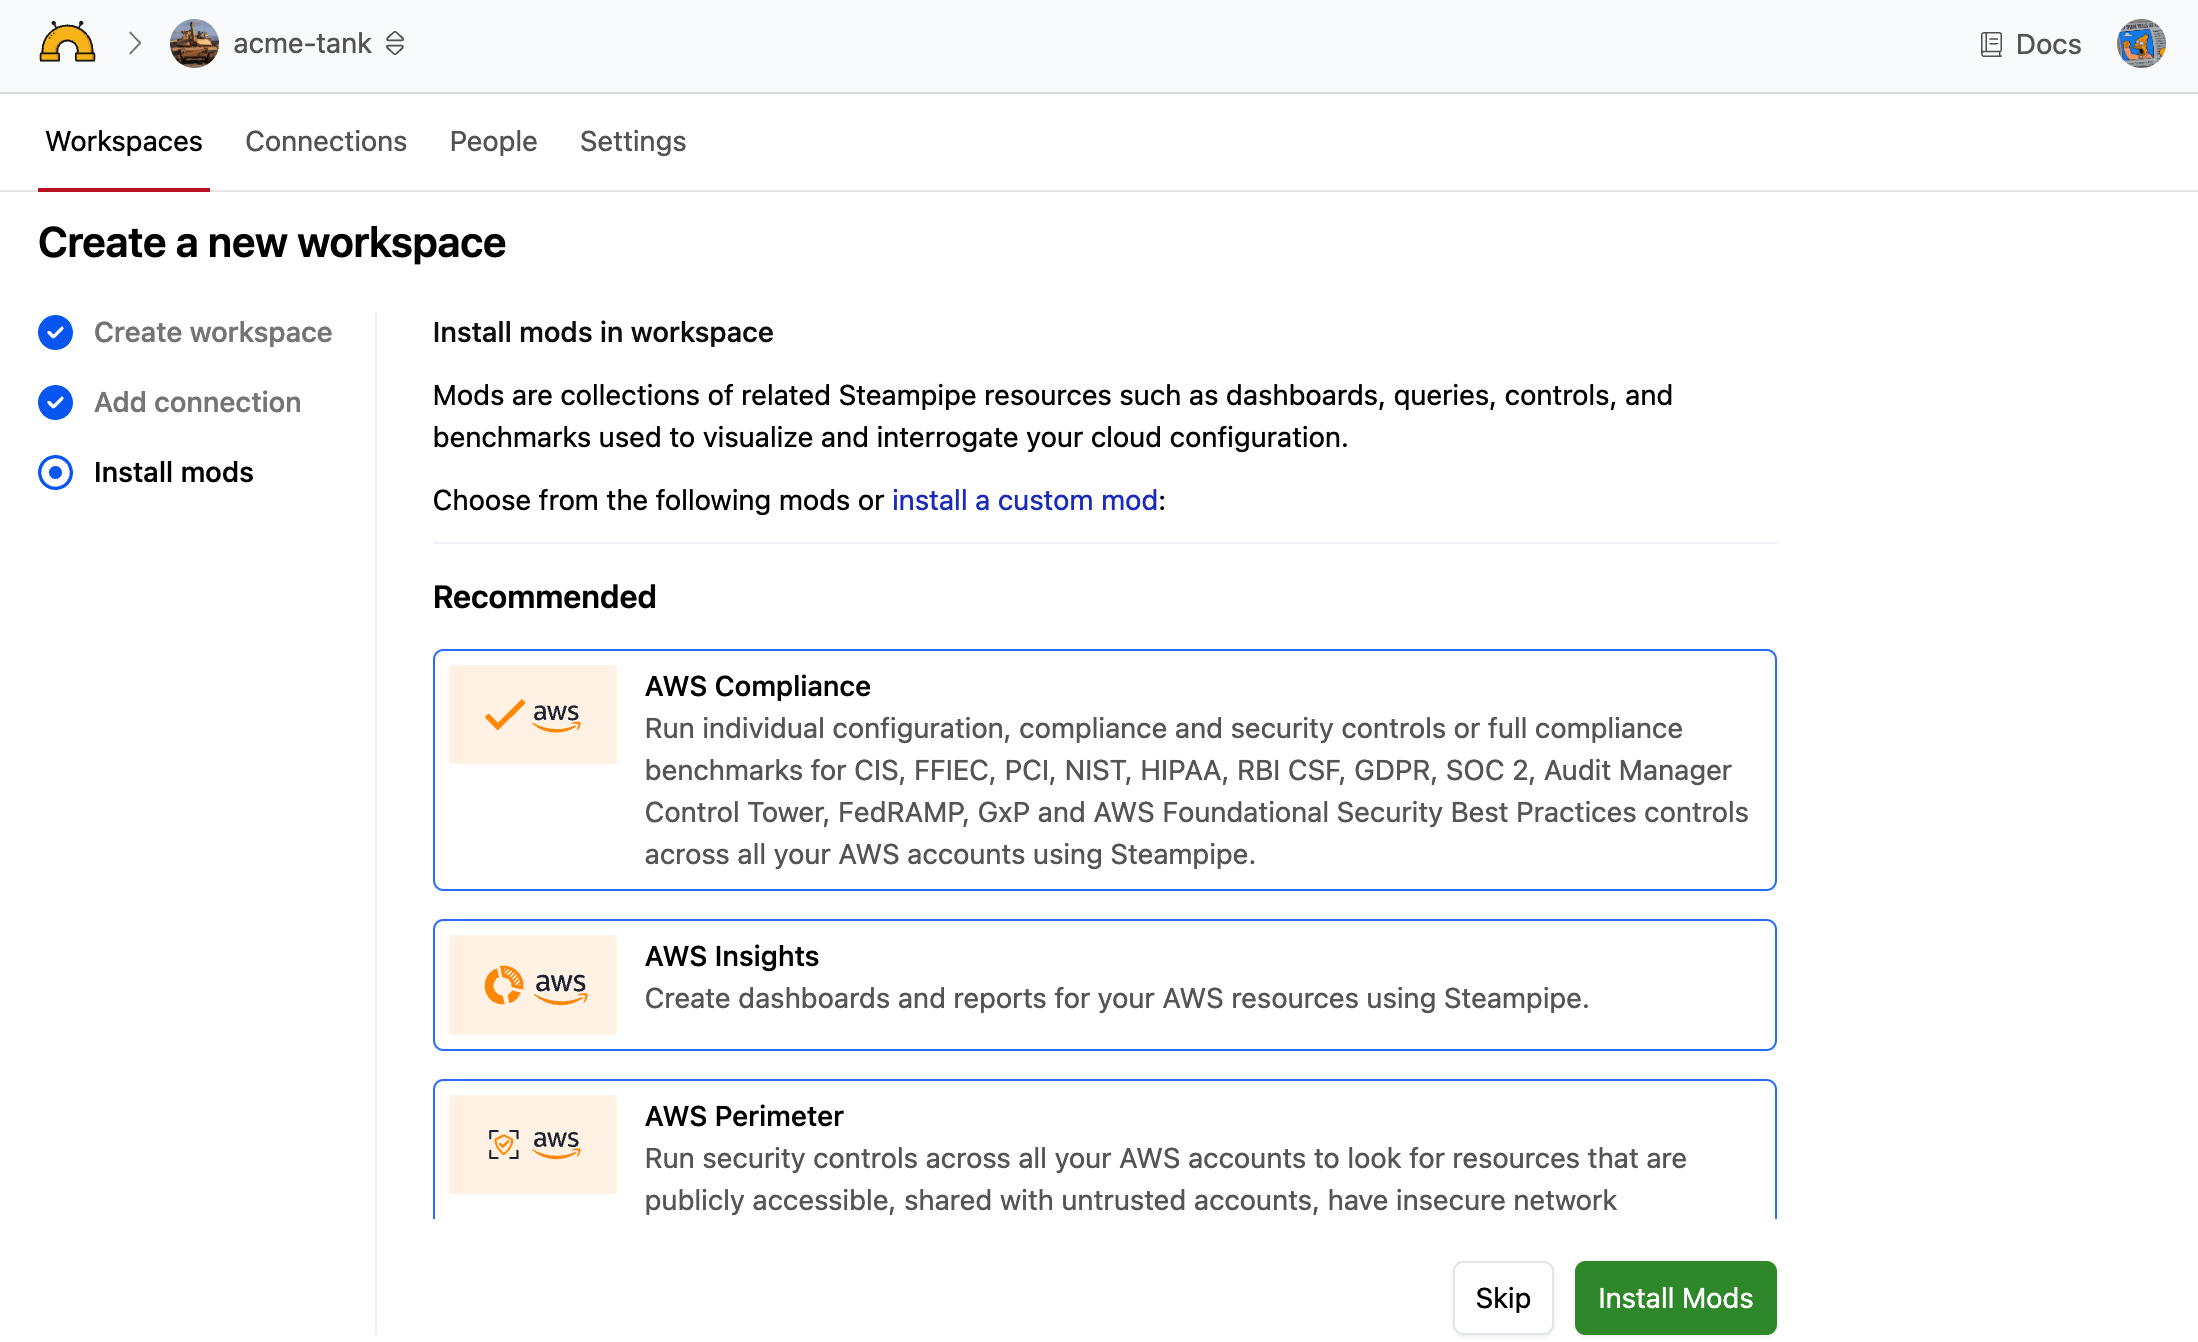 acme-tank
Docs
Workspaces Connections People Settings
Create a new workspace
Create workspace
Add connection
Install mods
Install mods in workspace
Mods are collections of related Steampipe resources such as dashboards, queries, controls, and
benchmarks used to visualize and interrogate your cloud configuration.
Choose from the following mods or install a custom mod:
Recommended
aws
AWS Compliance
Run individual configuration, compliance and security controls or full compliance
benchmarks for CIS, FFIEC, PCI, NIST, HIPAA, RBI CSF, GDPR, SOC 2, Audit Manager
Control Tower, FedRAMP, GxP and AWS Foundational Security Best Practices controls
across all your AWS accounts using Steampipe.
aws
AWS Insights
Create dashboards and reports for your AWS resources using Steampipe.
aws
AWS Perimeter
Run security controls across all your AWS accounts to look for resources that are
publicly accessible, shared with untrusted accounts, have insecure network
Skip
Install Mods